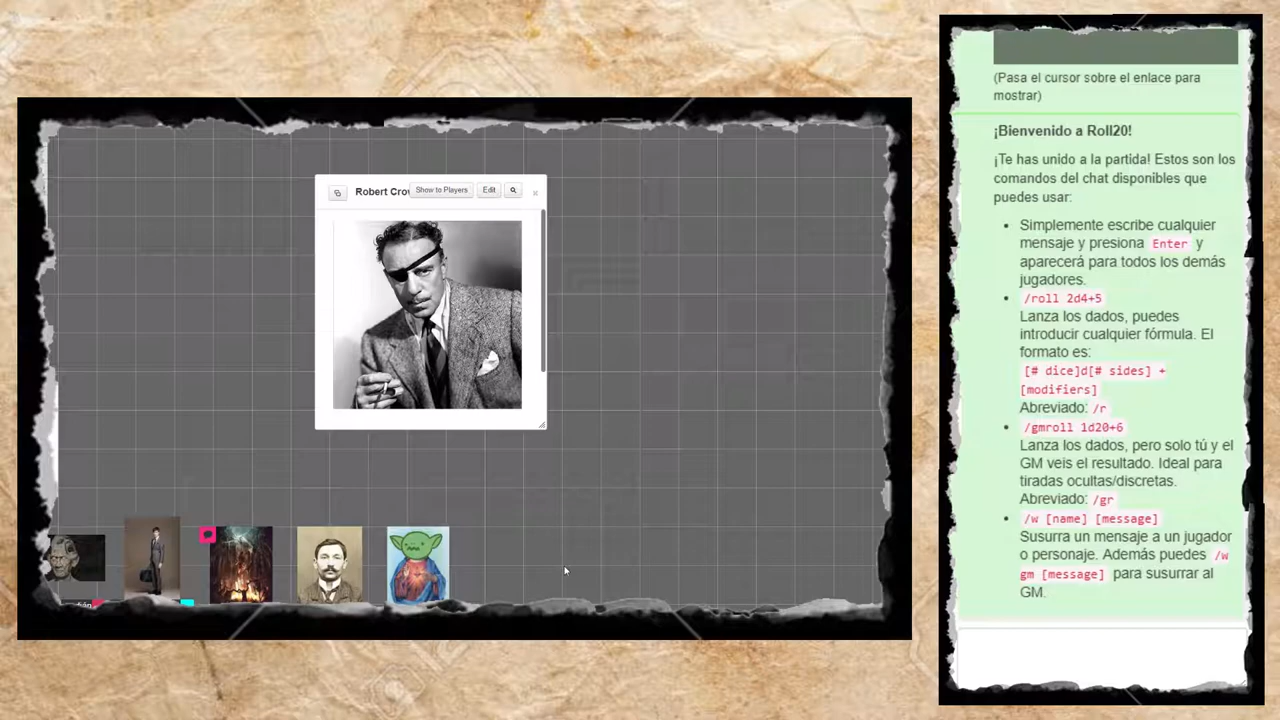 Robert Crow
Show to Players
Edit
(Pasa el cursor sobre el enlace para
mostrar)
¡Bienvenido a Roll20!
¡Te has unido a la partida! Estos son los
comandos del chat disponibles que
puedes usar:
Simplemente escribe cualquier
mensaje y presiona Enter y
aparecerá para todos los demás
jugadores.
/roll 2d4+5
Lanza los dados, puedes
introducir cualquier fórmula. El
formato es:
[# dice]d[# sides] +
[modifiers]
Abreviado: /r
/gmroll 1d20+6
Lanza los dados, pero solo tú y el
GM veis el resultado. Ideal para
tiradas ocultas/discretas.
Abreviado: /gr
/w [name] [message]
Susurra un mensaje a un jugador
o personaje. Además puedes /w
gm [message] para susurrar al
GM.